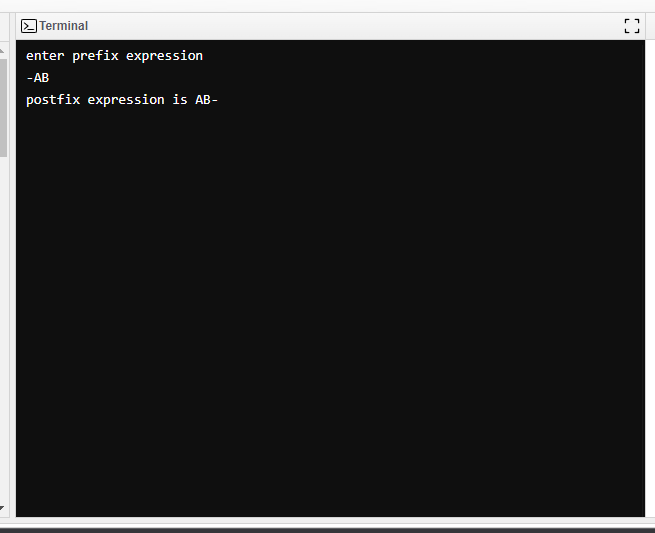 Terminal
enter prefix expression
-AB
postfix expression is AB-